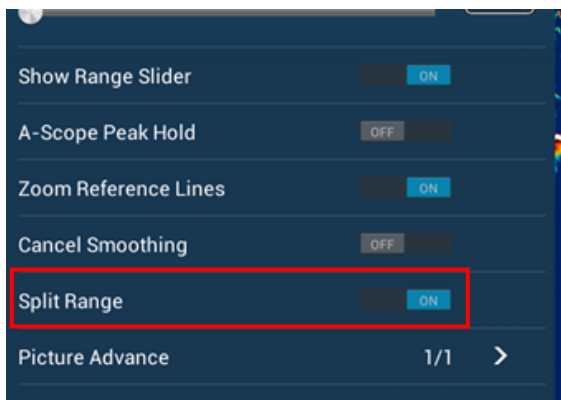 Show Range Slider ON
A-Scope Peak Hold OFF
Zoom Reference Lines ON
Cancel Smoothing OFF
Split Range ON
Picture Advance 1/1 >